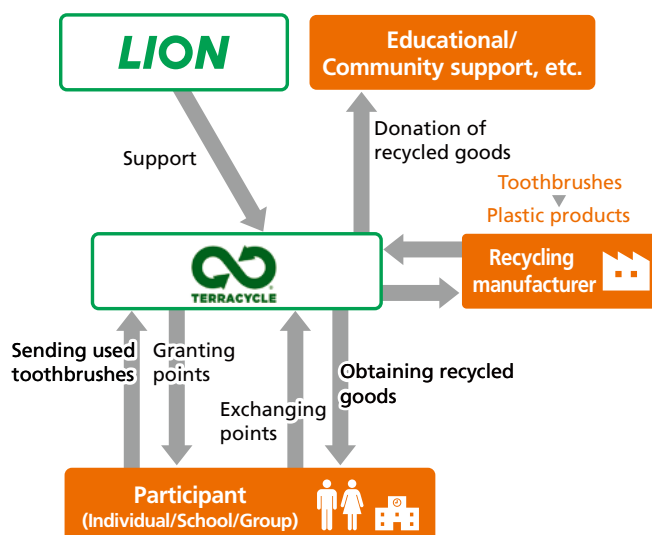 LION
Educational/
Community support, etc.
Support
Donation of
recycled goods
Toothbrushes
Plastic products
TERRACYCLE
Recycling
manufacturer
Sending used
toothbrushes
Granting
points
Exchanging
points
Obtaining recycled
goods
Participant
(Individual/School/Group)